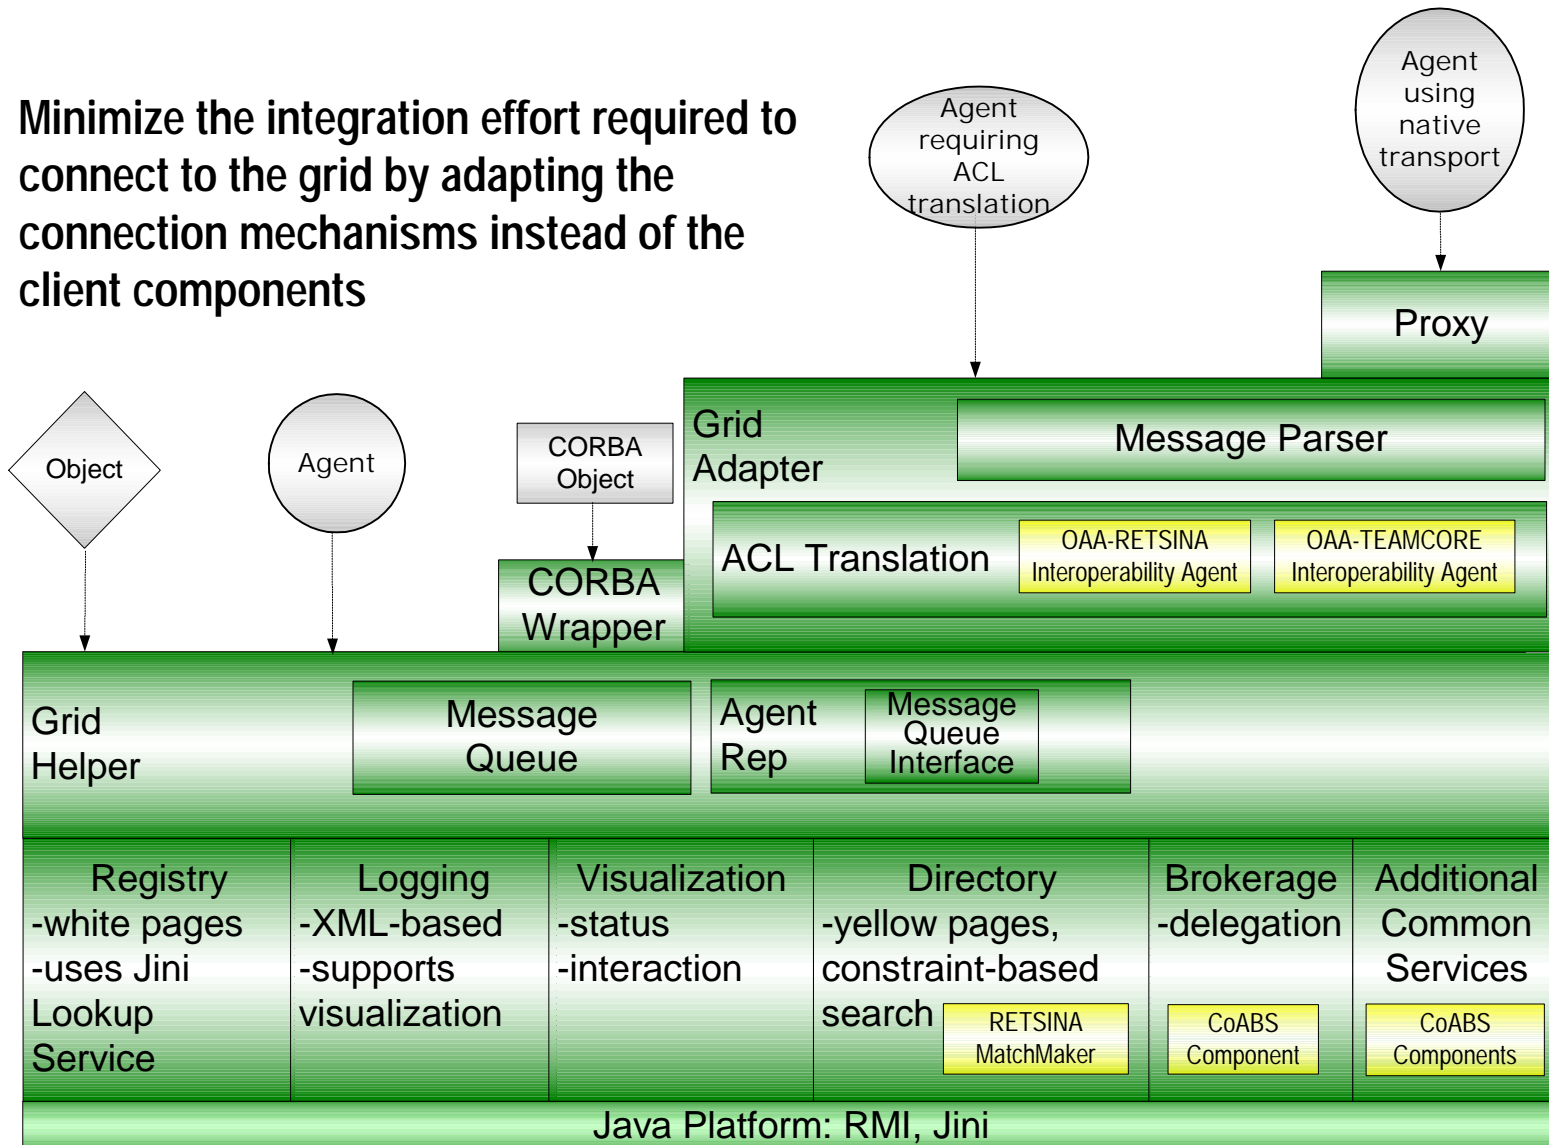 Minimize the integration effort required to
connect to the grid by adapting the
connection mechanisms instead of the
client components
Agent
requiring
ACL
translation
Agent
using
native
transport
Proxy
Object
Agent
CORBA
Object
Grid
Adapter
Message Parser
ACL Translation
OAA-RETSINA
Interoperability Agent
OAA-TEAMCORE
Interoperability Agent
CORBA
Wrapper
Grid
Helper
Message
Queue
Agent
Rep
Message
Queue
Interface
Registry
-white pages
-uses Jini
Lookup
Service
Logging
-XML-based
-supports
visualization
Visualization
-status
-interaction
Directory
-yellow pages,
constraint-based
search
RETSINA
MatchMaker
Brokerage
-delegation
CoABS
Component
Additional
Common
Services
CoABS
Components
Java Platform: RMI, Jini